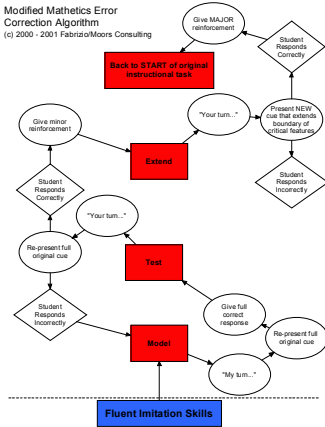 Modified Mathetics Error
Correction Algorithm
(c) 2000 - 2001 Fabrizio/Moors Consulting
Give MAJOR
reinforcement
Student
Responds
Correctly
Back to START of original
instructional task
Give minor
reinforcement
"Your turn..."
Present NEW
cue that extends
boundary of
critical features
Extend
Student
Responds
Correctly
Student
Responds
Incorrectly
"Your turn..."
Re-present full
original cue
Test
Student
Responds
Incorrectly
Give full
correct
response
Re-present full
original cue
Model
"My turn..."
Fluent Imitation Skills